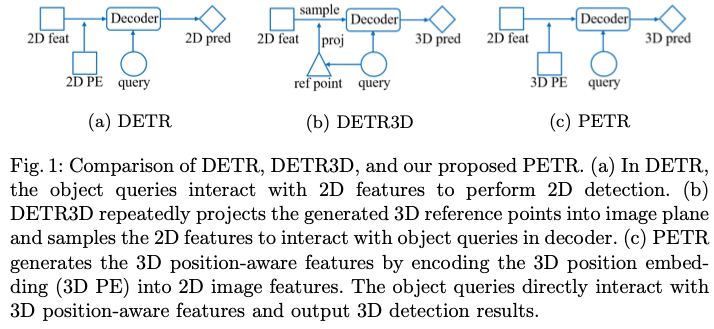 Decoder
2D feat
2D pred
2D PE
query
(a) DETR
sample
Decoder
2D feat
proj
3D pred
ref point
query
(b) DETR3D
Decoder
2D feat
3D pred
3D PE
query
(c) PETR
Fig. 1: Comparison of DETR, DETR3D, and our proposed PETR. (a) In DETR,
the object queries interact with 2D features to perform 2D detection. (b)
DETR3D repeatedly projects the generated 3D reference points into image plane
and samples the 2D features to interact with object queries in decoder. (c) PETR
generates the 3D position-aware features by encoding the 3D position embed-
ding (3D PE) into 2D image features. The object queries directly interact with
3D position-aware features and output 3D detection results.